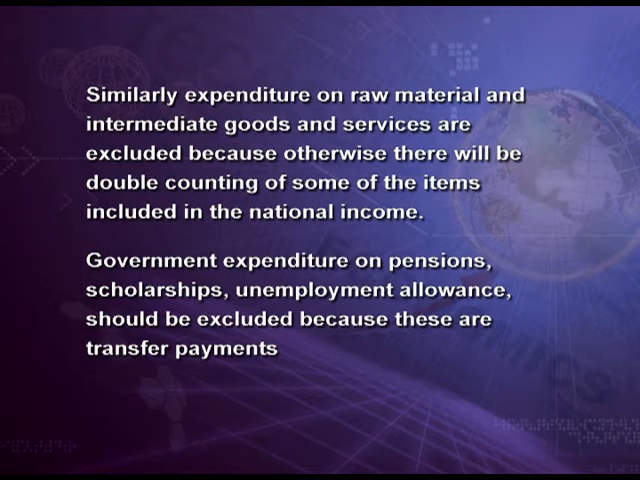 Similarly expenditure on raw material and
intermediate goods and services are
excluded because otherwise there will be
double counting of some of the items
included in the national income.
Government expenditure on pensions,
scholarships, unemployment allowance,
should be excluded because these are
transfer payments